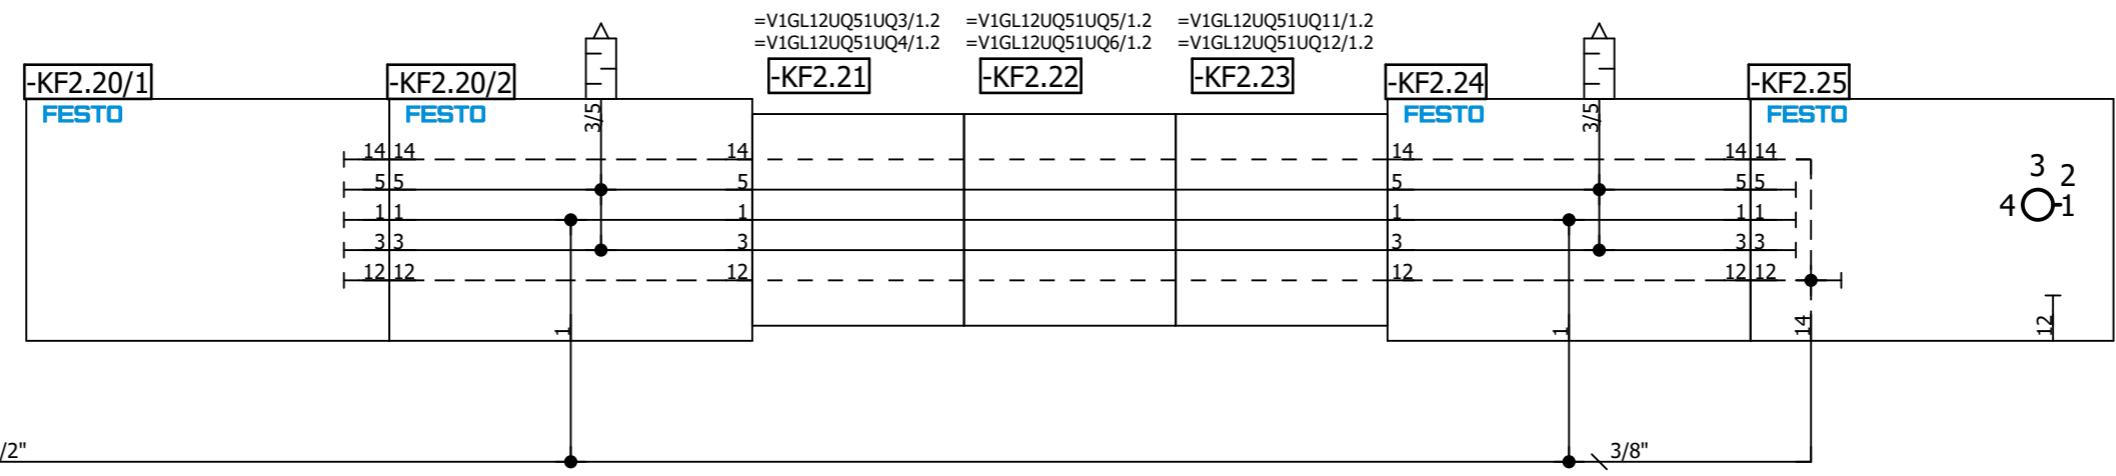 =V1GL12UQ51UQ3/1.2 =V1GL12UQ51UQ5/1.2 =V1GL12UQ51UQ11/1.2
=V1GL12UQ51UQ4/1.2 =V1GL12UQ51UQ6/1.2 =V1GL12UQ51UQ12/1.2
-KF2.20/1 -KF2.20/2 -KF2.21 -KF2.22 -KF2.23 -KF2.24 -KF2.25
FESTO FESTO FESTO FESTO
3/5 3/5
14 14 14 14 14 14
5 5 5 5 5 5
1 1 1 1 1 1
3 3 3 3 3 3
12 12 12 12 12 12
3 2
4 1
1 1 14 12
/2" 3/8"